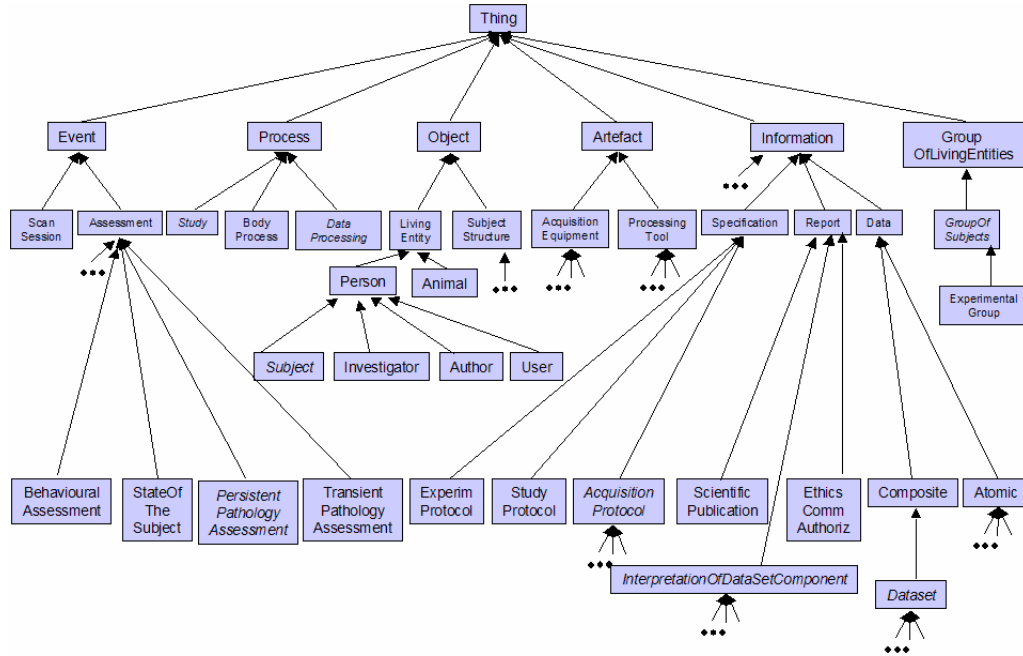 Thing
Event
Process
Object
Artefact
Information
Group
OfLivingEntities
Scan
Session
Assessment
Study
Body
Process
Data
Processing
Living
Entity
Subject
Structure
Acquisition
Equipment
Processing
Tool
Specification
Report
Data
GroupOf
Subjects
Person
Animal
Experimental
Group
Subject
Investigator
Author
User
Behavioural
Assessment
StateOf
The
Subject
Persistent
Pathology
Assessment
Transient
Pathology
Assessment
Experim
Protocol
Study
Protocol
Acquisition
Protocol
Scientific
Publication
Ethics
Comm
Authoriz
Composite
Atomic
InterpretationOfDataSetComponent
Dataset